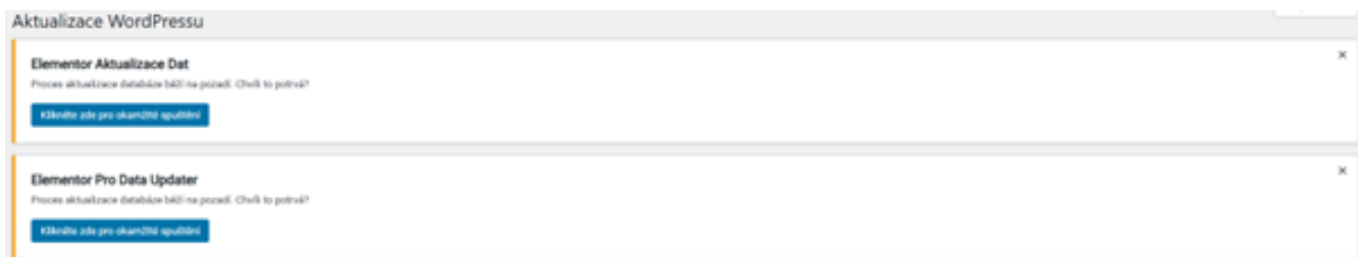 Aktualizace WordPressu
Elementor Aktualizace Dat
Proces aktualizace databáze běží na pozadí. Chvíli to potrvá?
Klikněte zde pro okamžité spuštění
Elementor Pro Data Updater
Proces aktualizace databáze běží na pozadí. Chvíli to potrvá?
Klikněte zde pro okamžité spuštění